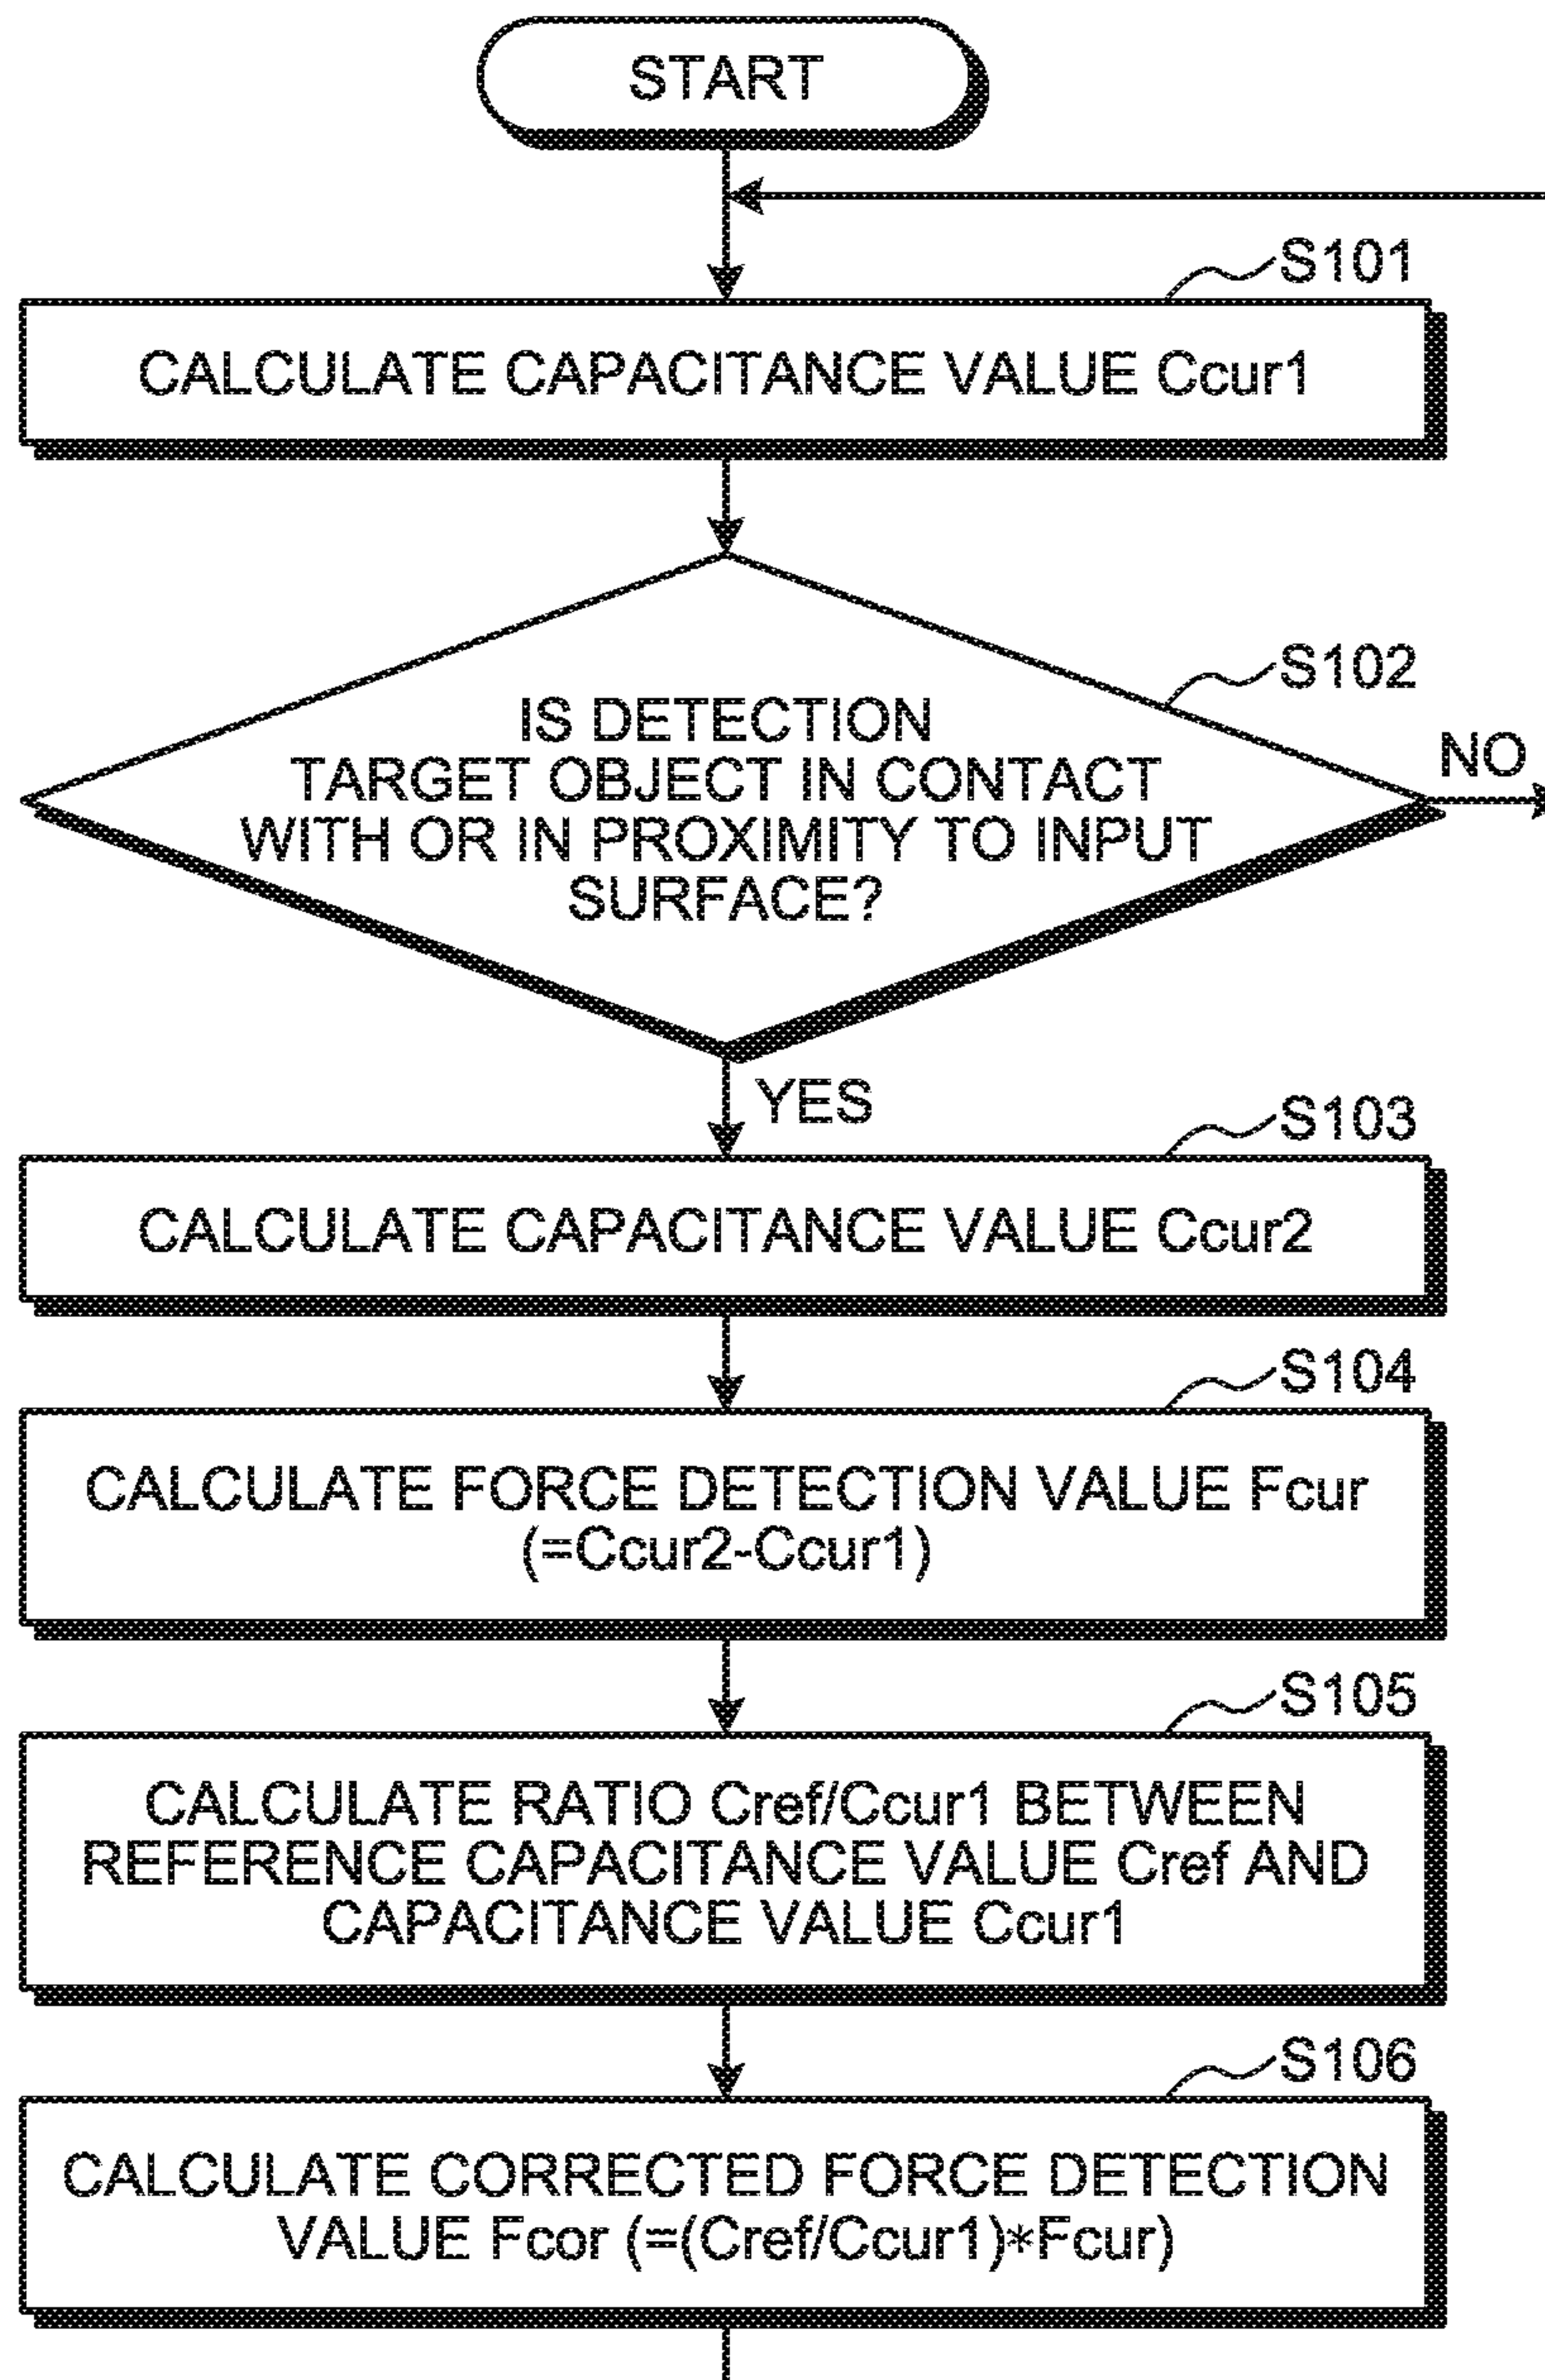 START
S101
CALCULATE CAPACITANCE VALUE Ccur1
S102
IS DETECTION
TARGET OBJECT IN CONTACT
WITH OR IN PROXIMITY TO INPUT
SURFACE?
NO
YES
S103
CALCULATE CAPACITANCE VALUE Ccur2
S104
CALCULATE FORCE DETECTION VALUE Fcur
(=Ccur2-Ccur1)
S105
CALCULATE RATIO Cref/Ccur1 BETWEEN
REFERENCE CAPACITANCE VALUE Cref AND
CAPACITANCE VALUE Ccur1
S106
CALCULATE CORRECTED FORCE DETECTION
VALUE Fcor (=(Cref/Ccur1)*Fcur)